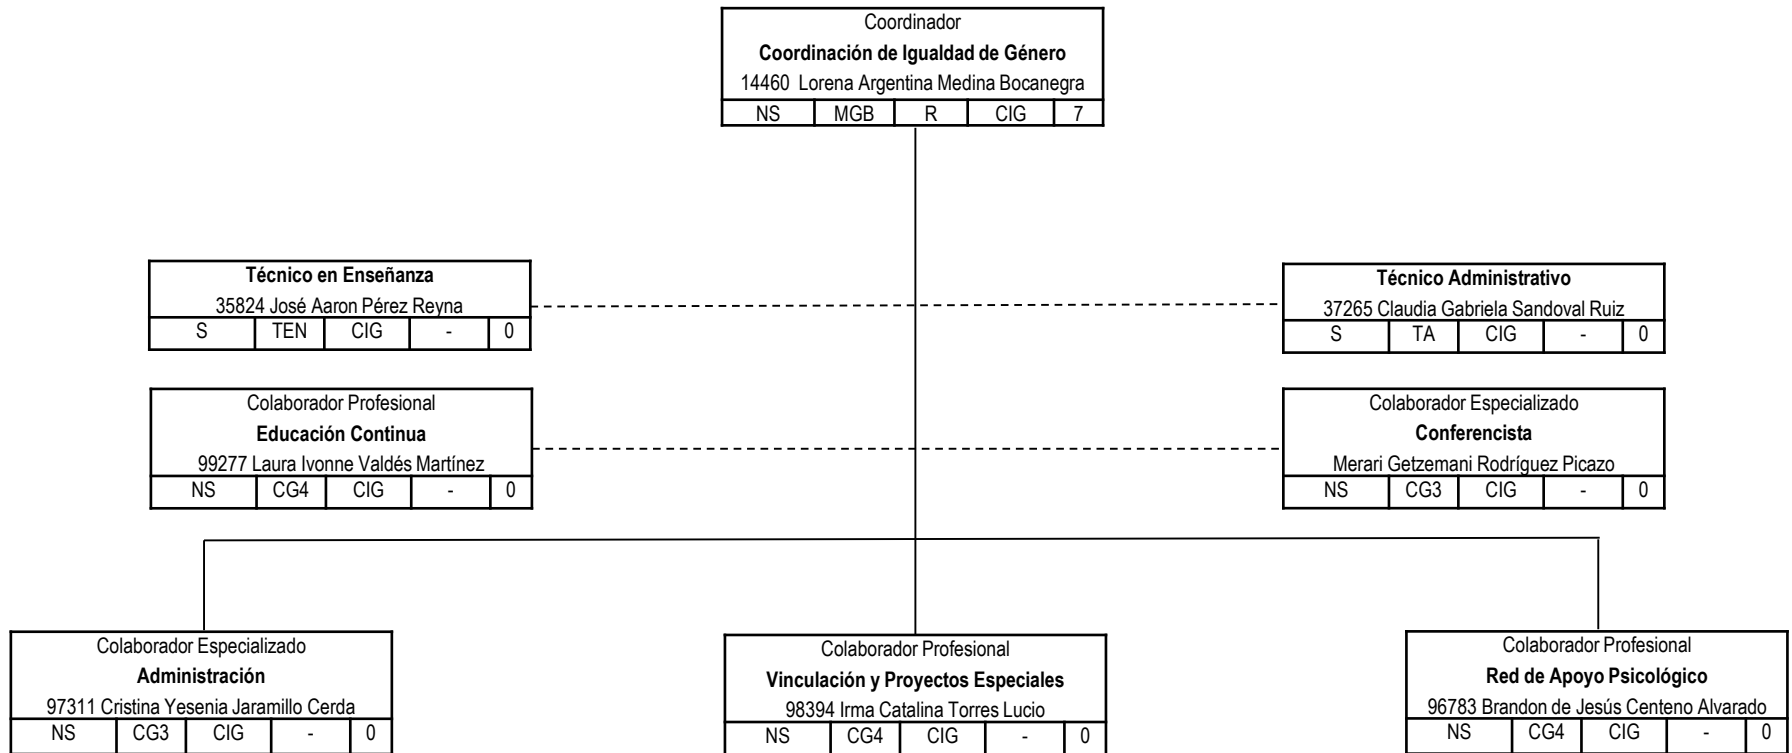 Coordinador
Coordinación de Igualdad de Género
14460 Lorena Argentina Medina Bocanegra
NS MGB R CIG 7
Técnico en Enseñanza
35824 José Aaron Pérez Reyna
S TEN CIG - 0
Técnico Administrativo
37265 Claudia Gabriela Sandoval Ruiz
S TA CIG - 0
Colaborador Profesional
Educación Continua
99277 Laura Ivonne Valdés Martínez
NS CG4 CIG - 0
Colaborador Especializado
Conferencista
Merari Getzemani Rodríguez Picazo
NS CG3 CIG - 0
Colaborador Especializado
Administración
97311 Cristina Yesenia Jaramillo Cerda
NS CG3 CIG - 0
Colaborador Profesional
Vinculación y Proyectos Especiales
98394 Irma Catalina Torres Lucio
NS CG4 CIG - 0
Colaborador Profesional
Red de Apoyo Psicológico
96783 Brandon de Jesús Centeno Alvarado
NS CG4 CIG - 0